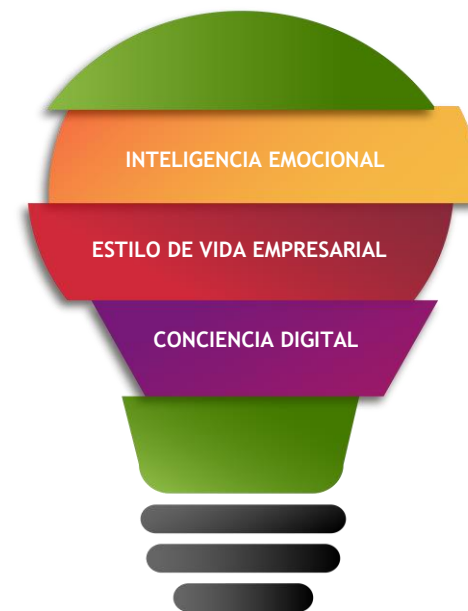 INTELIGENCIA EMOCIONAL
ESTILO DE VIDA EMPRESARIAL
CONCIENCIA DIGITAL